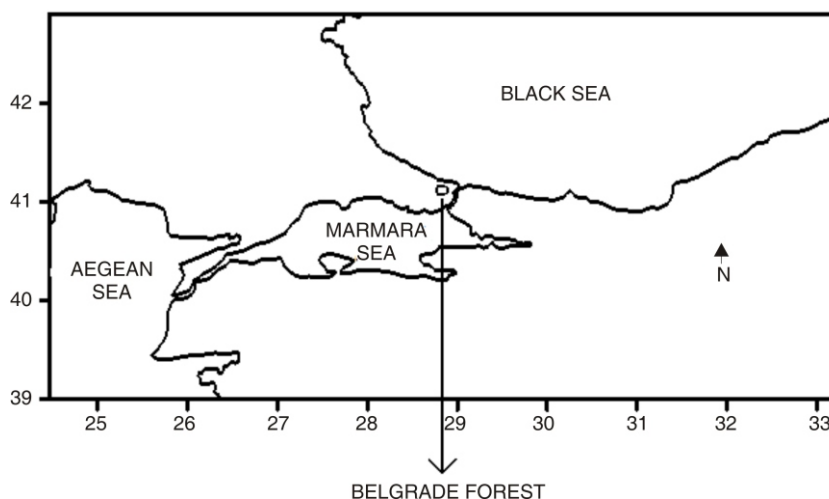 42
41
40
39
BLACK SEA
MARMARA
SEA
AEGEAN
SEA
N
25 26 27 28 29 30 31 32 33
BELGRADE FOREST